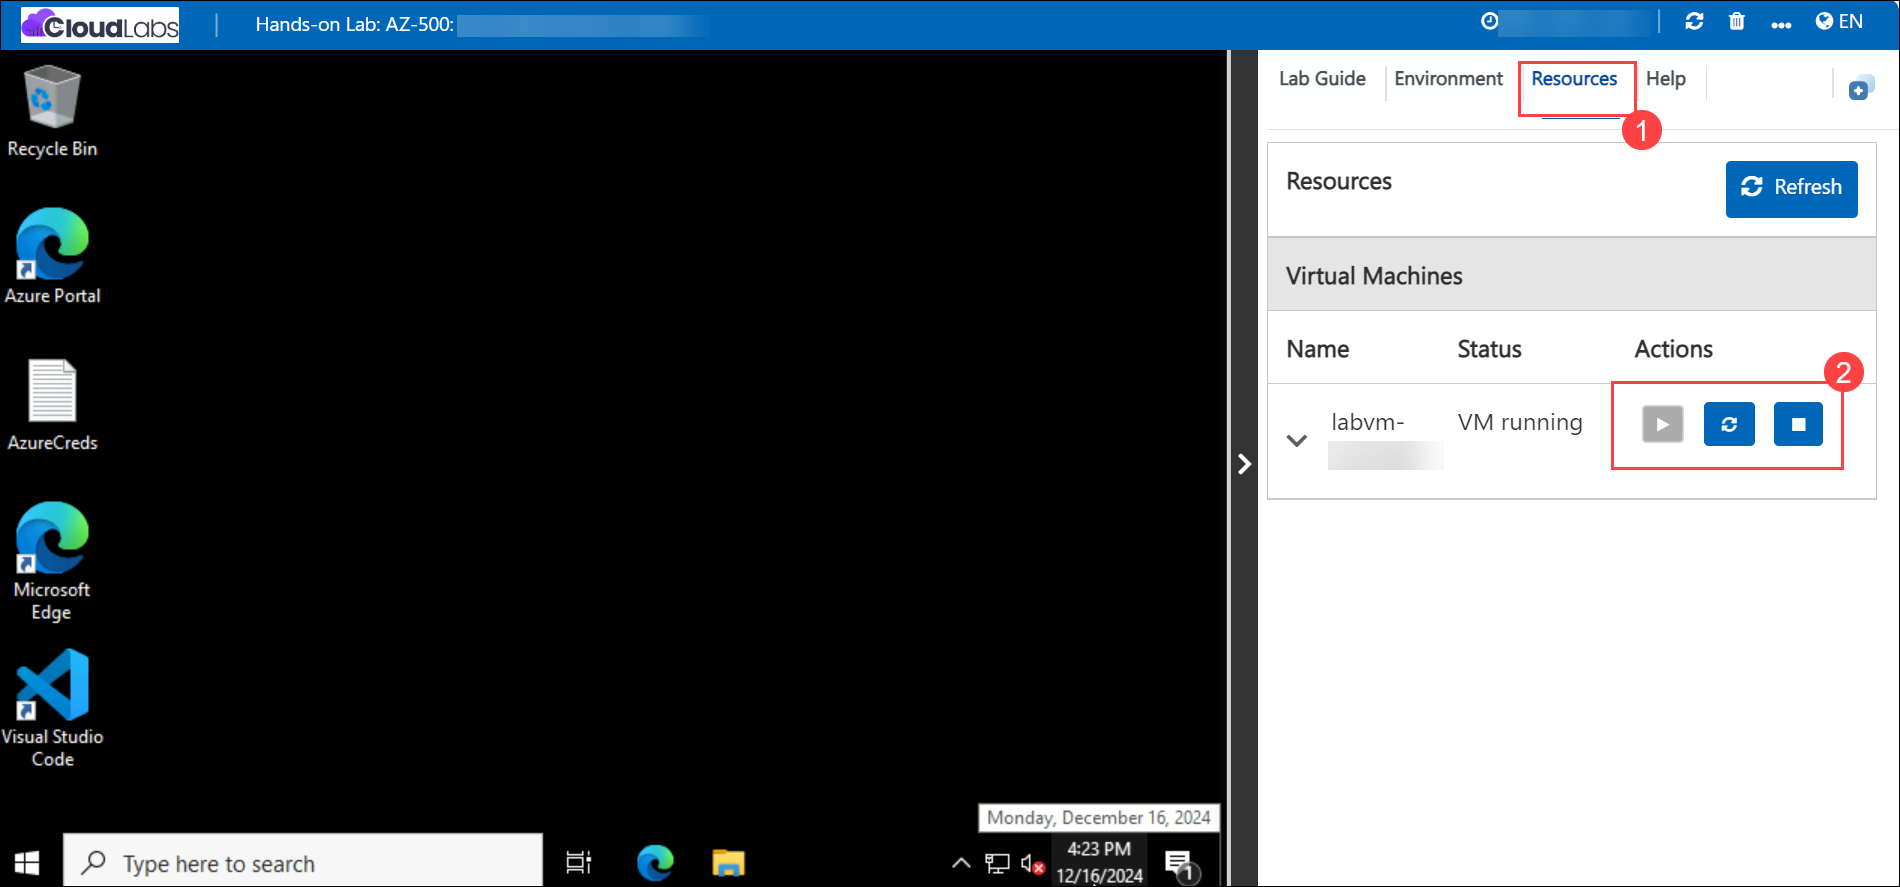 CloudLabs
Hands-on Lab: AZ-500:
EN
Recycle Bin
Azure Portal
AzureCreds
Microsoft
Edge
Visual Studio
Code
Type here to search
Monday, December 16, 2024
4:23 PM
12/16/2024
1
Lab Guide
Environment
Resources
Help
1
Resources
Refresh
Virtual Machines
Name Status Actions
2
labvm-
VM running